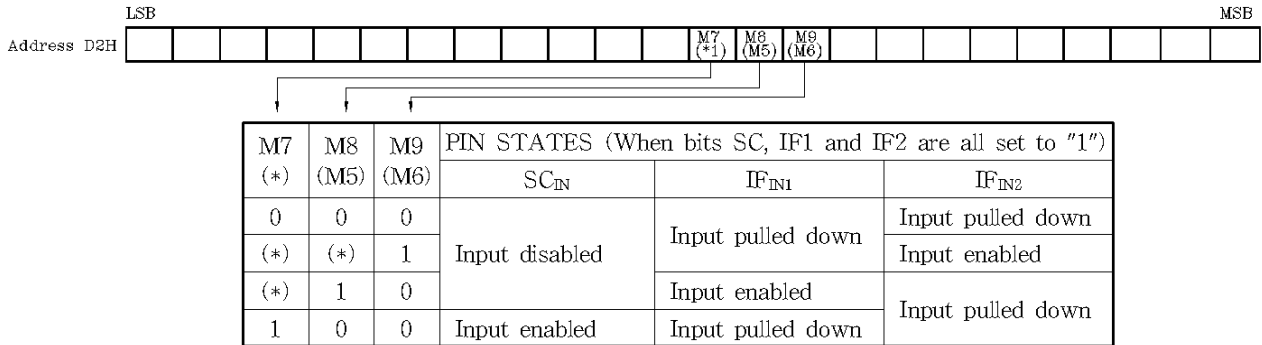 LSB MSB
Address D2H M7 M8 M9
(*1) (M5) (M6)
M7 M8 M9 PIN STATES (When bits SC, IF1 and IF2 are all set to "1")
(*) (M5) (M6) SCIN IFIN1 IFIN2
0 0 0 Input pulled down
Input pulled down
(*) (*) 1 Input disabled Input enabled
(*) 1 0 Input enabled
Input pulled down
1 0 0 Input enabled Input pulled down